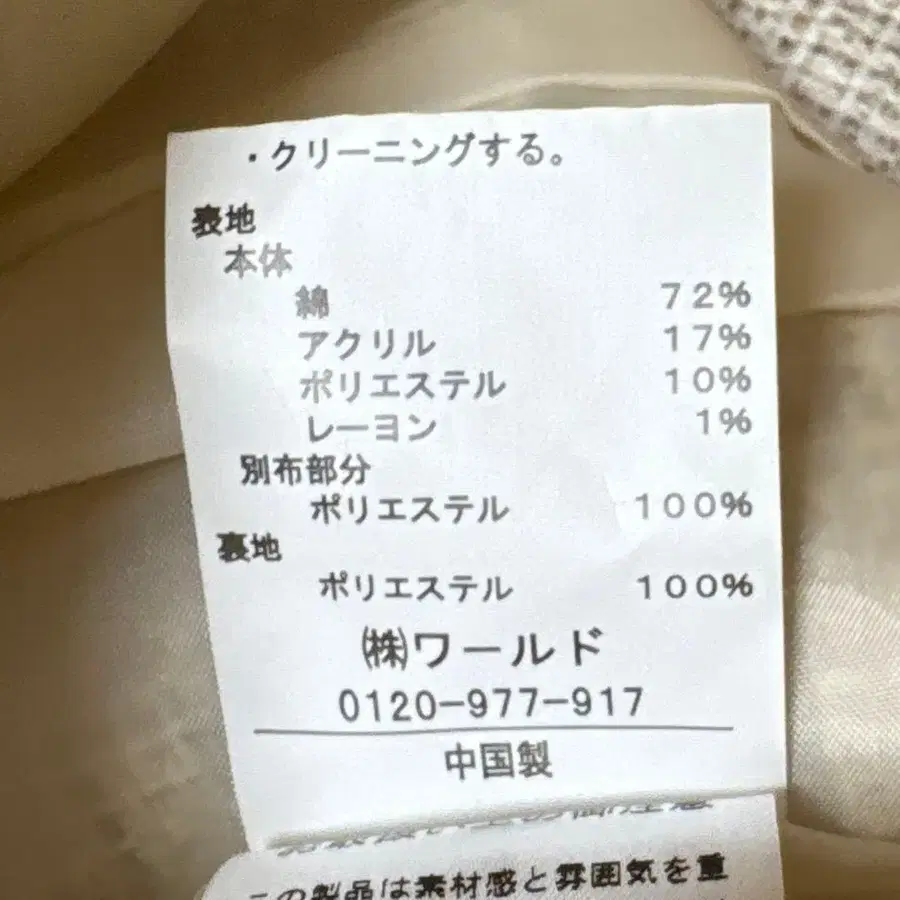 ・クリーニングする。
表地
本体
綿 72%
アクリル 17%
ポリエステル 10%
レーヨン 1%
別布部分
ポリエステル 100%
裏地
ポリエステル 100%
㈱ワールド
0120-977-917
中国製
この製品は素材感と雰囲気を重